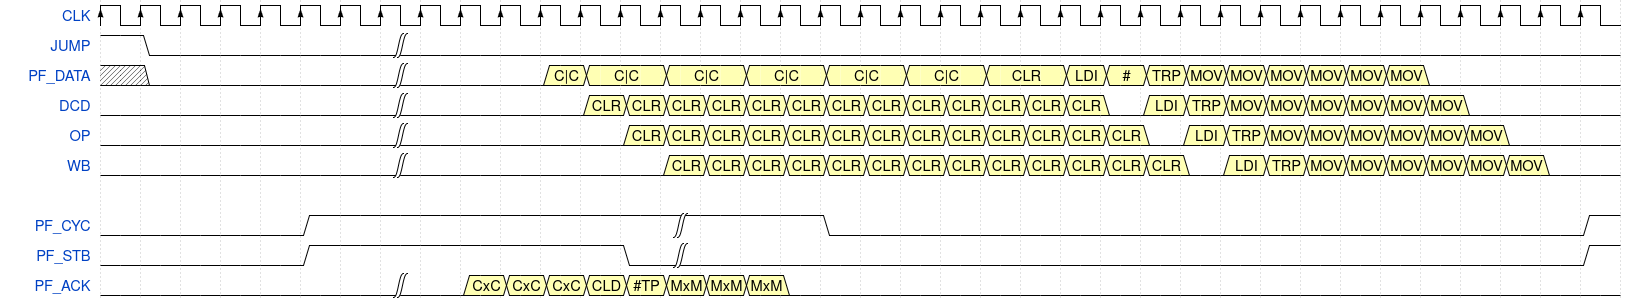 CLK
JUMP
PF_DATA C|C C|C C|C C|C C|C C|C CLR LDI # TRP MOV MOV MOV MOV MOV MOV
DCD CLR CLR CLR CLR CLR CLR CLR CLR CLR CLR CLR CLR CLR LDI TRP MOV MOV MOV MOV MOV MOV
OP CLR CLR CLR CLR CLR CLR CLR CLR CLR CLR CLR CLR CLR LDI TRP MOV MOV MOV MOV MOV MOV
WB CLR CLR CLR CLR CLR CLR CLR CLR CLR CLR CLR CLR CLR LDI TRP MOV MOV MOV MOV MOV MOV
PF_CYC
PF_STB
PF_ACK CxC CxC CxC CLD #TP MxM MxM MxM